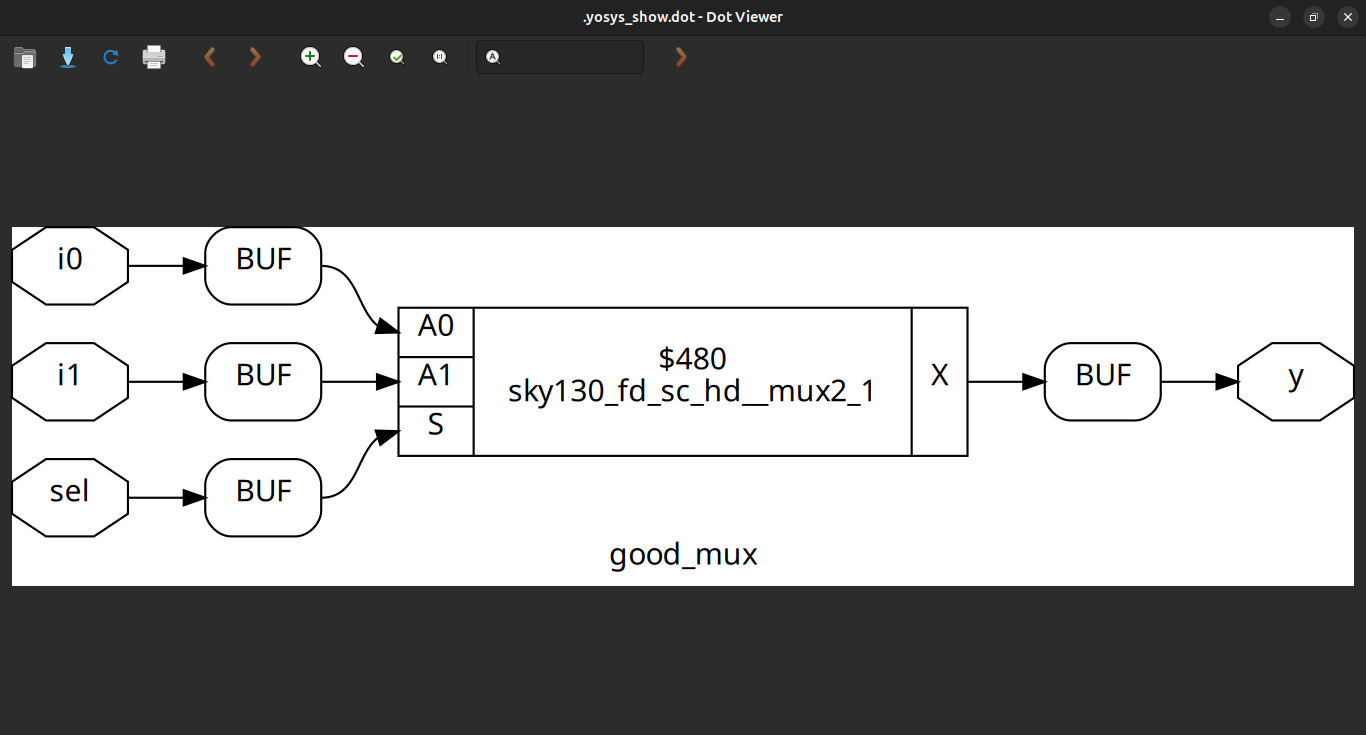 .yosys_show.dot - Dot Viewer
i0
BUF
A0
i1
BUF
A1
$480
sky130_fd_sc_hd__mux2_1
X
BUF
y
S
sel
BUF
good_mux